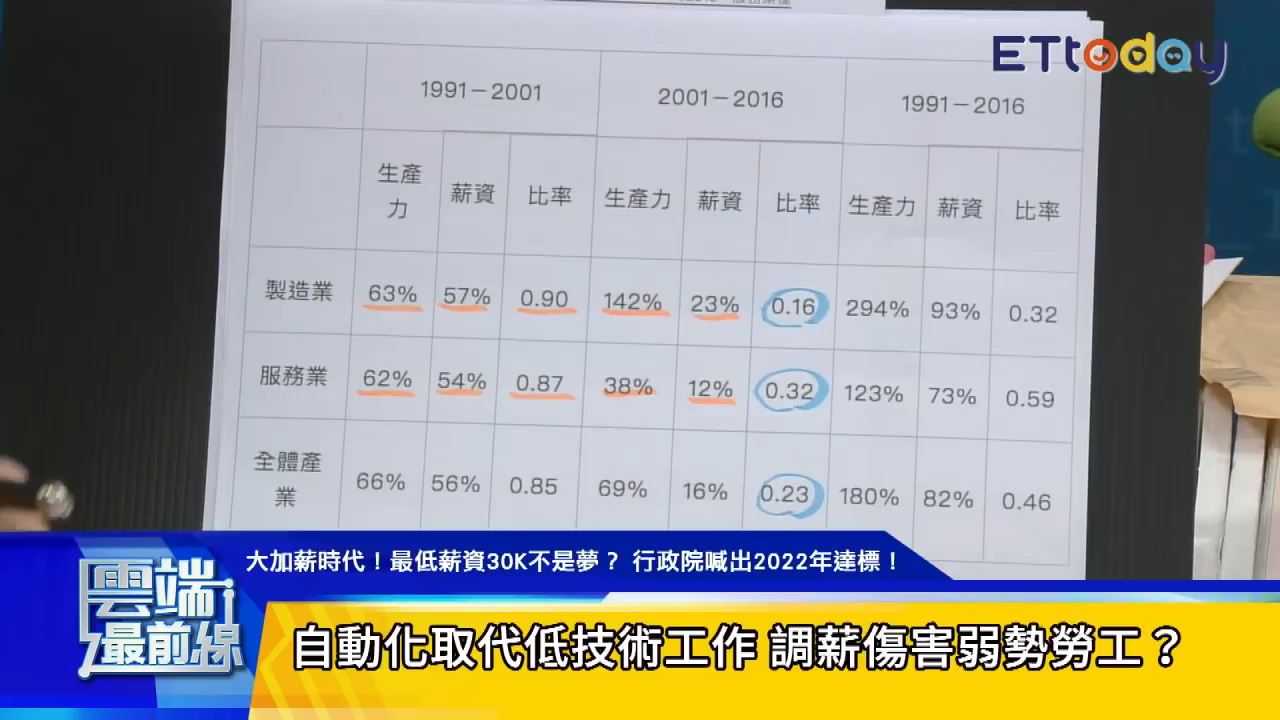 ETtoday
1991－2001 2001－2016 1991－2016
生產力 薪資 比率 生產力 薪資 比率 生產力 薪資 比率
製造業 63% 57% 0.90 142% 23% 0.16 294% 93% 0.32
服務業 62% 54% 0.87 38% 12% 0.32 123% 73% 0.59
全體產業 66% 56% 0.85 69% 16% 0.23 180% 82% 0.46
大加薪時代！最低薪資30K不是夢？ 行政院喊出2022年達標！
雲端
最前線
自動化取代低技術工作 調薪傷害弱勢勞工？